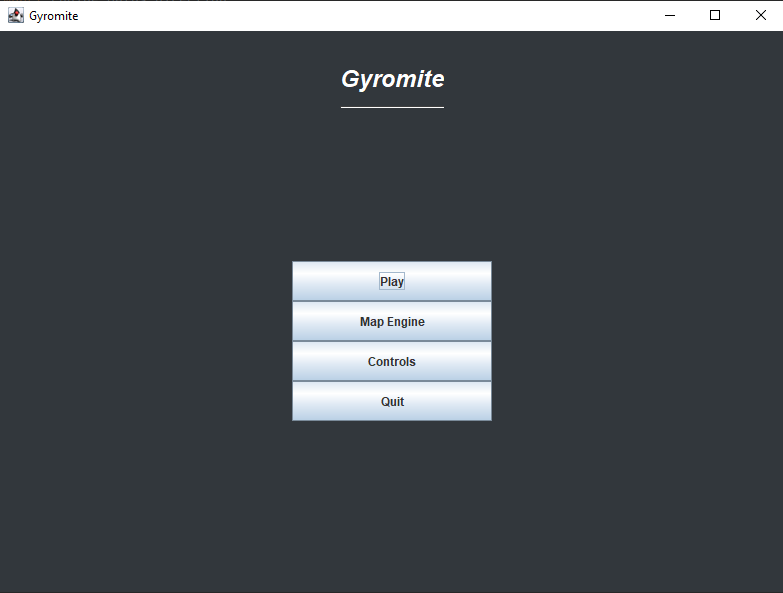 Gyromite
Gyromite
Play
Map Engine
Controls
Quit